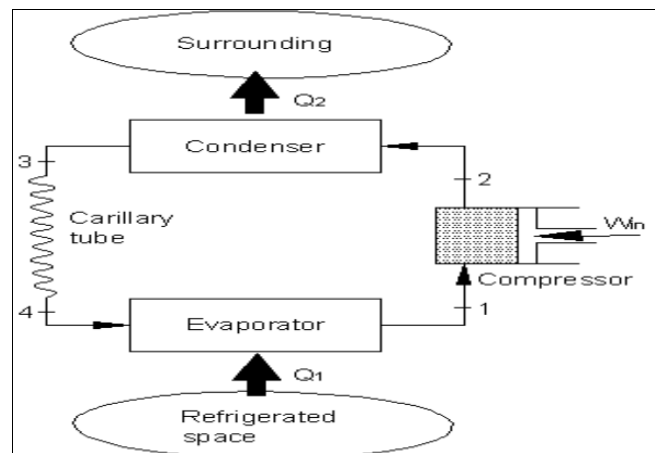 Surrounding
Q2
Condenser
3
2
Carillary
tube
Win
Compressor
4
Evaporator
1
Q1
Refrigerated
space